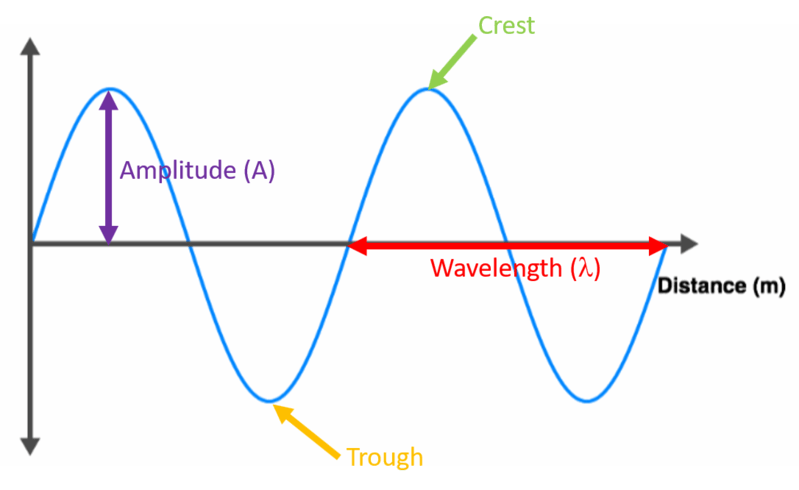 Crest
Amplitude (A)
Wavelength (λ)
Distance (m)
Trough